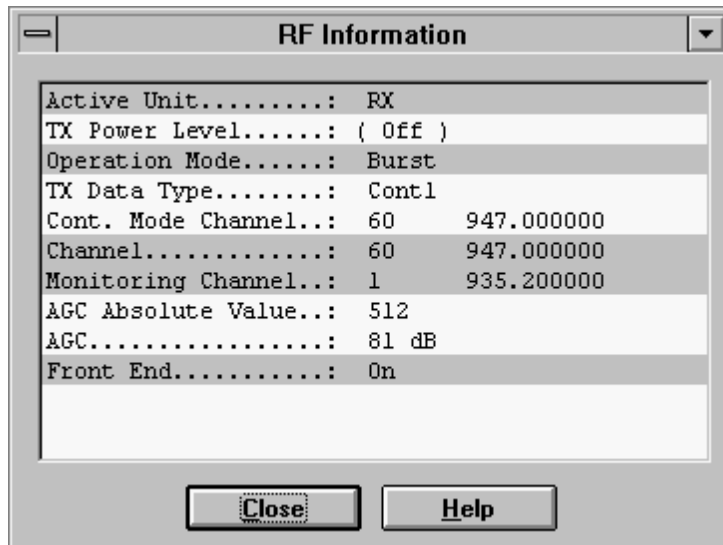 RF Information
Active Unit.........: RX
TX Power Level......: ( Off )
Operation Mode......: Burst
TX Data Type........: Cont1
Cont. Mode Channel..: 60 947.000000
Channel.............: 60 947.000000
Monitoring Channel..: 1 935.200000
AGC Absolute Value..: 512
AGC.................: 81 dB
Front End...........: On
Close Help